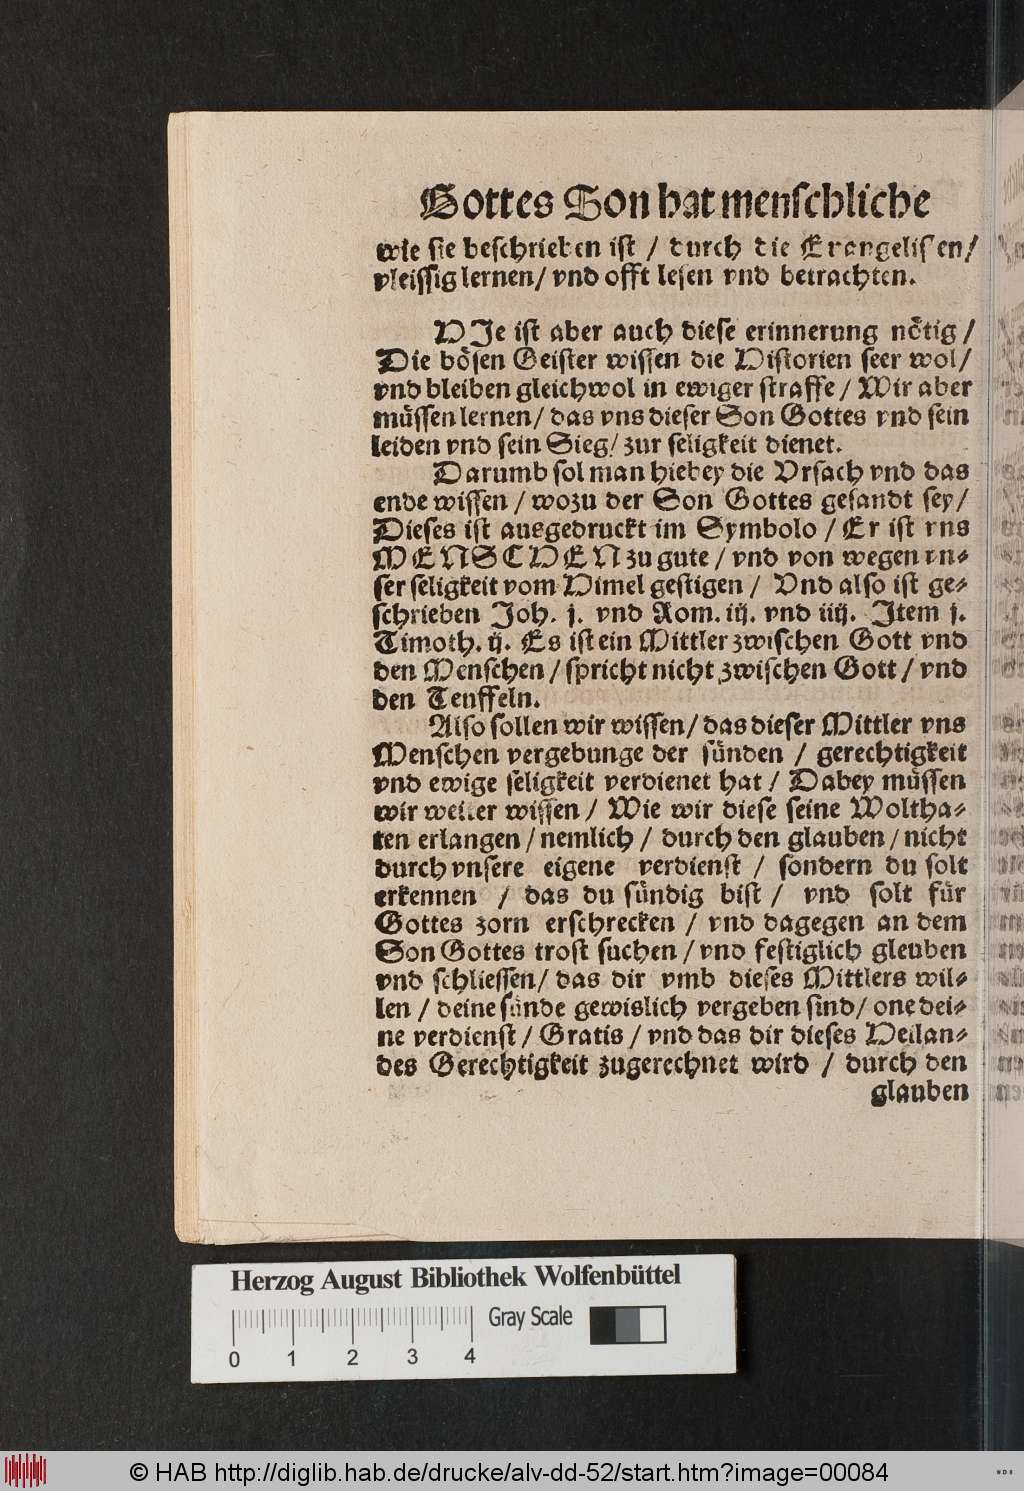 Gottes Son hat menschliche
wie sie beschrieben ist / durch die Evangelisten/
vleissig lernen/ vnd offt lesen vnd betrachten.
HJe ist aber auch diese erinnerung nötig /
Die bösen Geister wissen die Historien seer wol/
vnd bleiben gleichwol in ewiger straffe / Wir aber
müssen lernen/ das vns dieser Son Gottes vnd sein
leiden vnd sein Sieg/ zur seligkeit dienet.
Darumb sol man hiebey die Vrsach vnd das
ende wissen / wozu der Son Gottes gesandt sey/
Dieses ist ausgedruckt im Symbolo / Er ist vns
MENSCHEN zu gute / vnd von wegen vn-
ser seligkeit vom Himel gestigen / Vnd also ist ge-
schrieben Joh. j. vnd Rom. iij. vnd iiij. Jtem j.
Timoth. ij. Es ist ein Mittler zwischen Gott vnd
den Menschen / spricht nicht zwischen Gott / vnd
den Teuffeln.
Also sollen wir wissen/ das dieser Mittler vns
Menschen vergebunge der sünden / gerechtigkeit
vnd ewige seligkeit verdienet hat / Dabey müssen
wir weiter wissen / Wie wir diese seine Woltha-
ten erlangen / nemlich / durch den glauben / nicht
durch vnsere eigene verdienst / sondern du solt
erkennen / das du sündig bist / vnd solt für
Gottes zorn erschrecken / vnd dagegen an dem
Son Gottes trost suchen / vnd festiglich gleuben
vnd schliessen/ das dir vmb dieses Mittlers wil-
len / deine sünde gewislich vergeben sind/ one dei-
ne verdienst / Gratis / vnd das dir dieses Heilan-
des Gerechtigkeit zugerechnet wird / durch den
glauben
Herzog August Bibliothek Wolfenbüttel
Gray Scale
0 1 2 3 4
© HAB http://diglib.hab.de/drucke/alv-dd-52/start.htm?image=00084